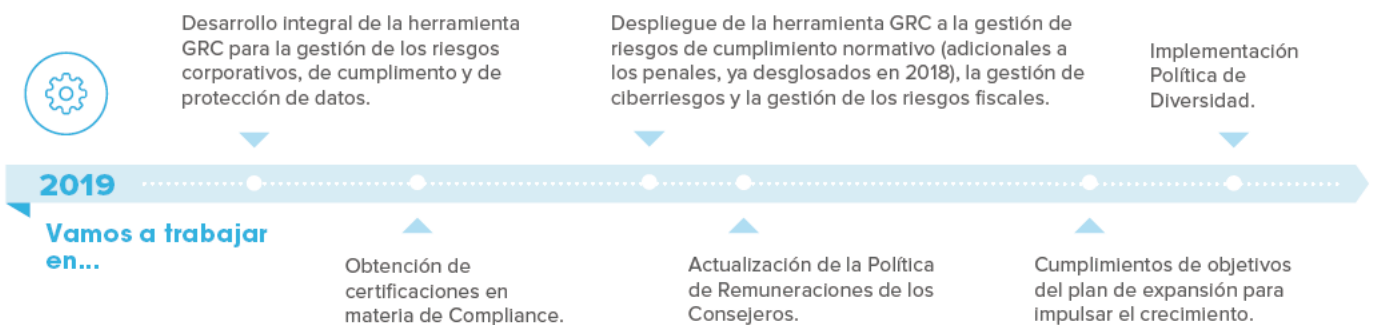 Desarrollo integral de la herramienta
GRC para la gestión de los riesgos
corporativos, de cumplimento y de
protección de datos.
Despliegue de la herramienta GRC a la gestión de
riesgos de cumplimiento normativo (adicionales a
los penales, ya desglosados en 2018), la gestión de
ciberriesgos y la gestión de los riesgos fiscales.
Implementación
Política de
Diversidad.
2019
Vamos a trabajar
en...
Obtención de
certificaciones en
materia de Compliance.
Actualización de la Política
de Remuneraciones de los
Consejeros.
Cumplimientos de objetivos
del plan de expansión para
impulsar el crecimiento.